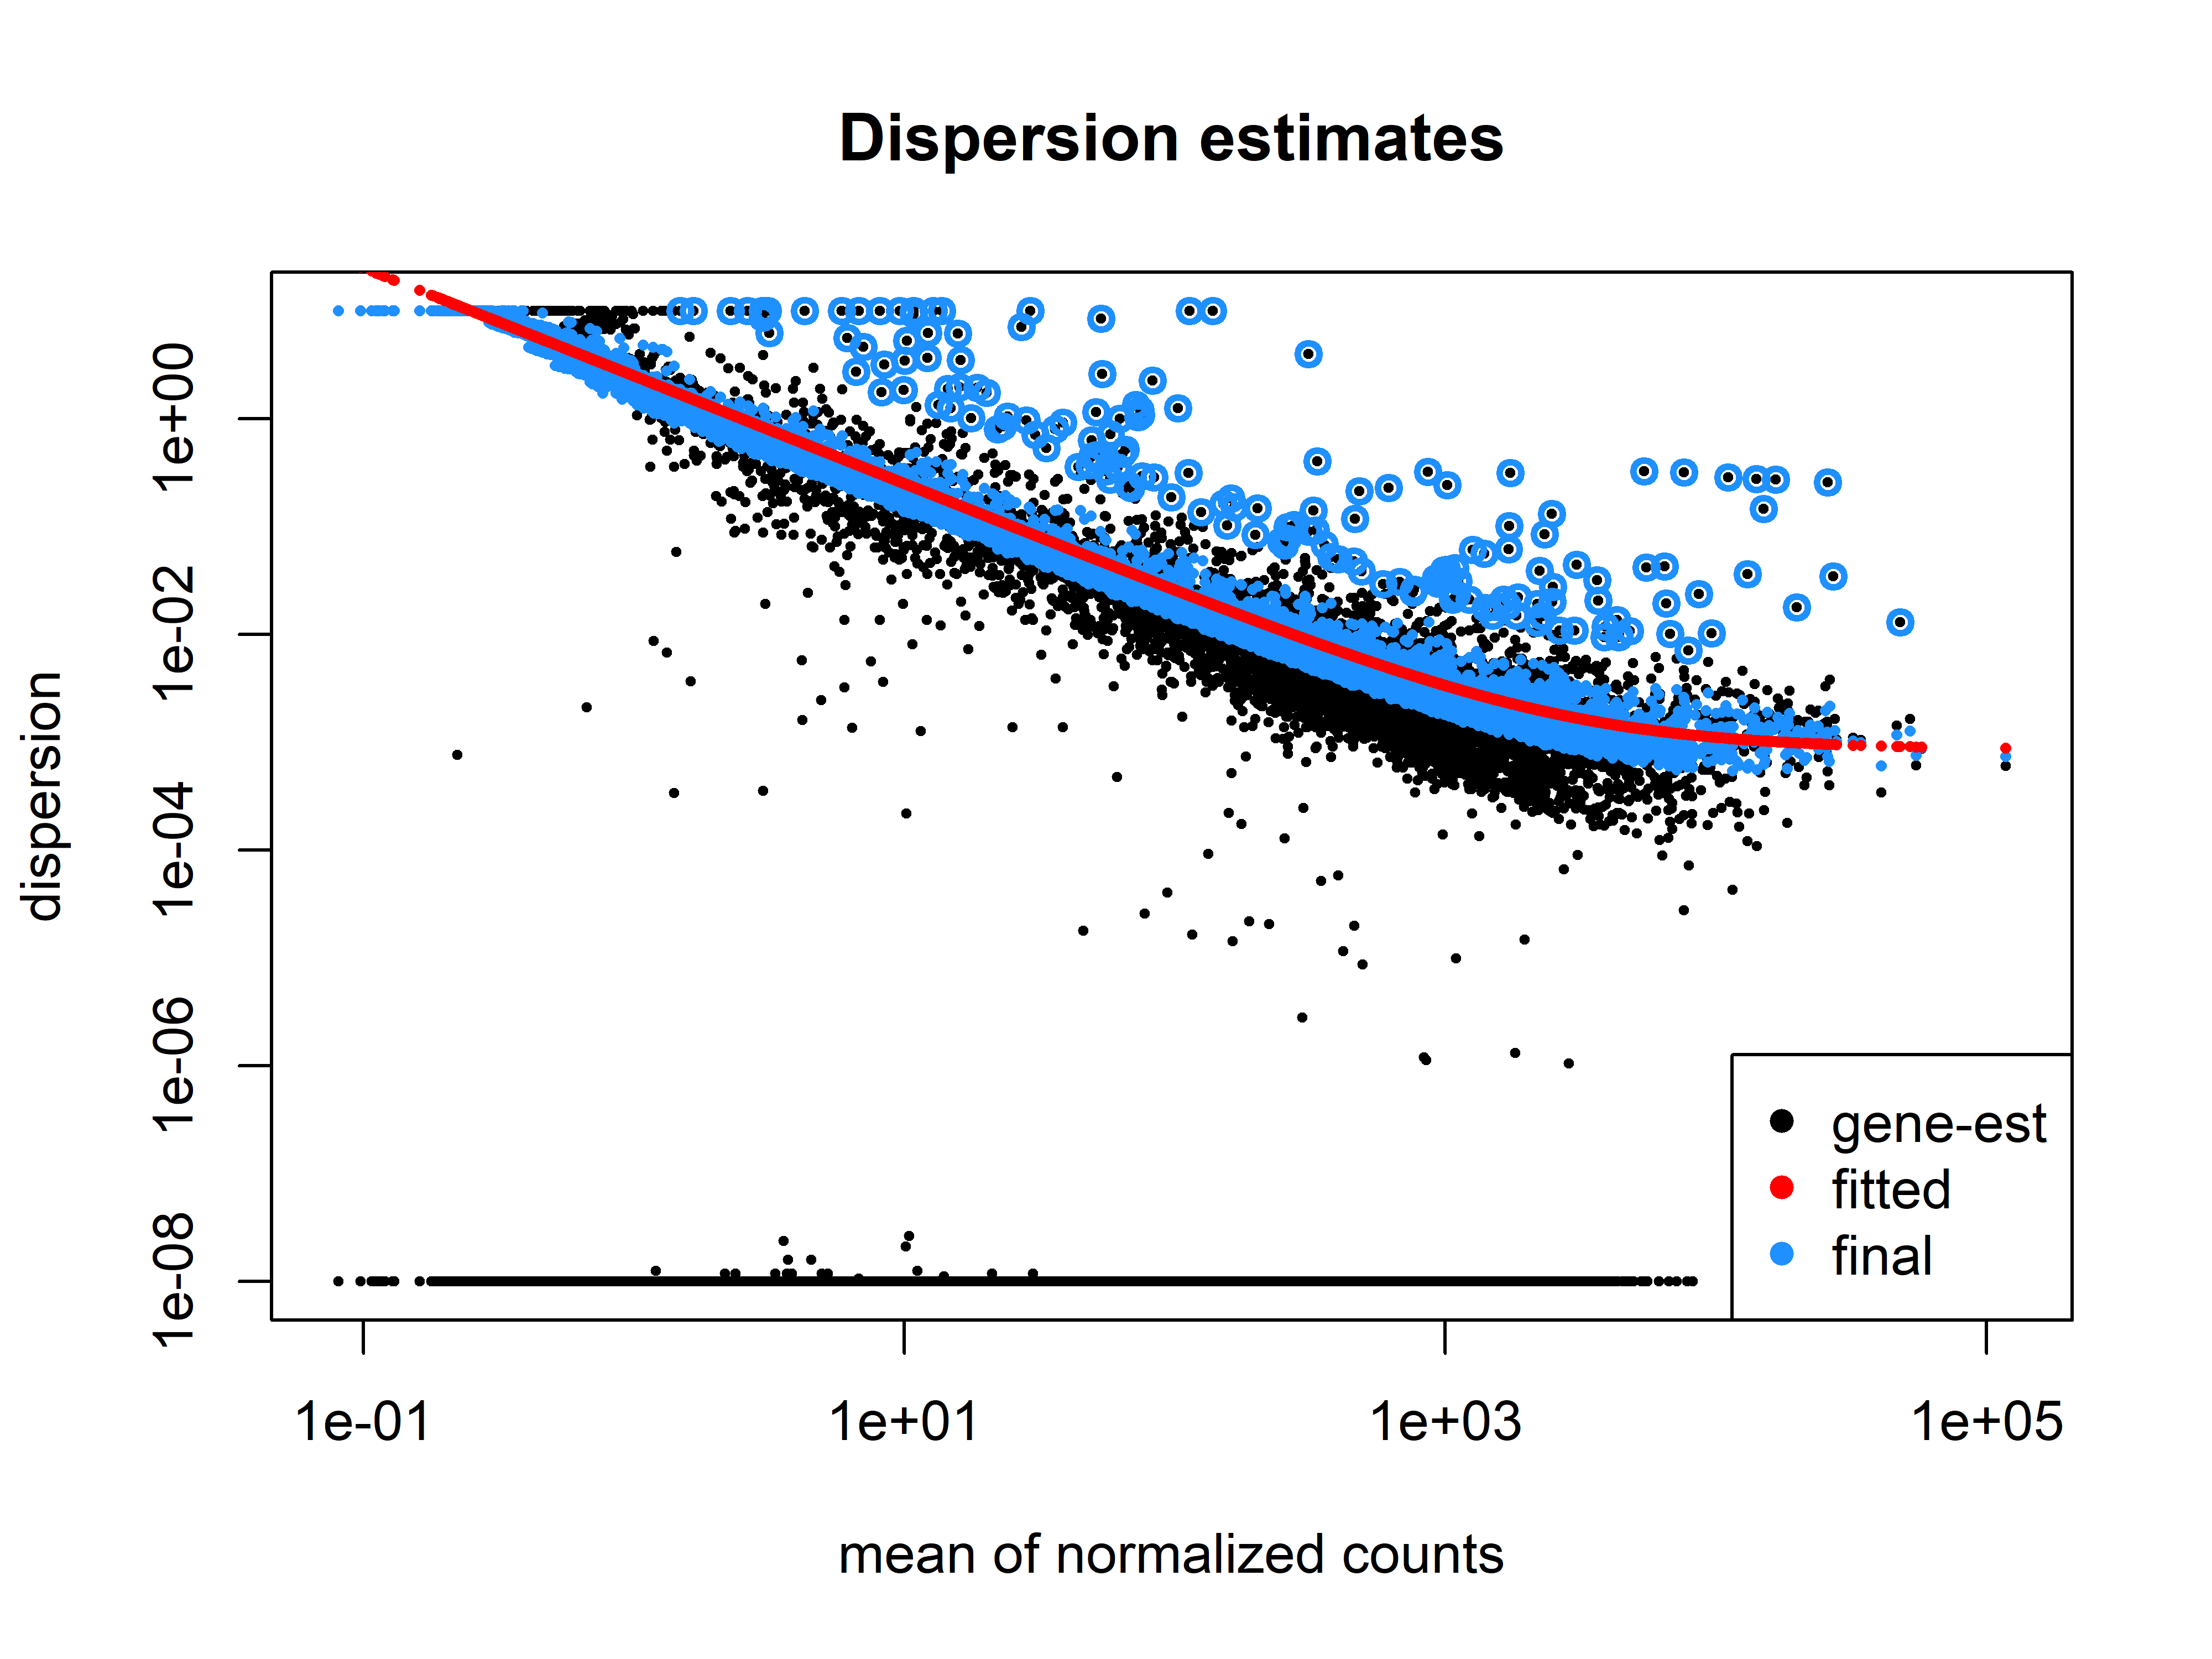 Dispersion estimates
dispersion
1e+00
1e-02
1e-04
1e-06
1e-08
gene-est
fitted
final
1e-01
1e+01
1e+03
1e+05
mean of normalized counts